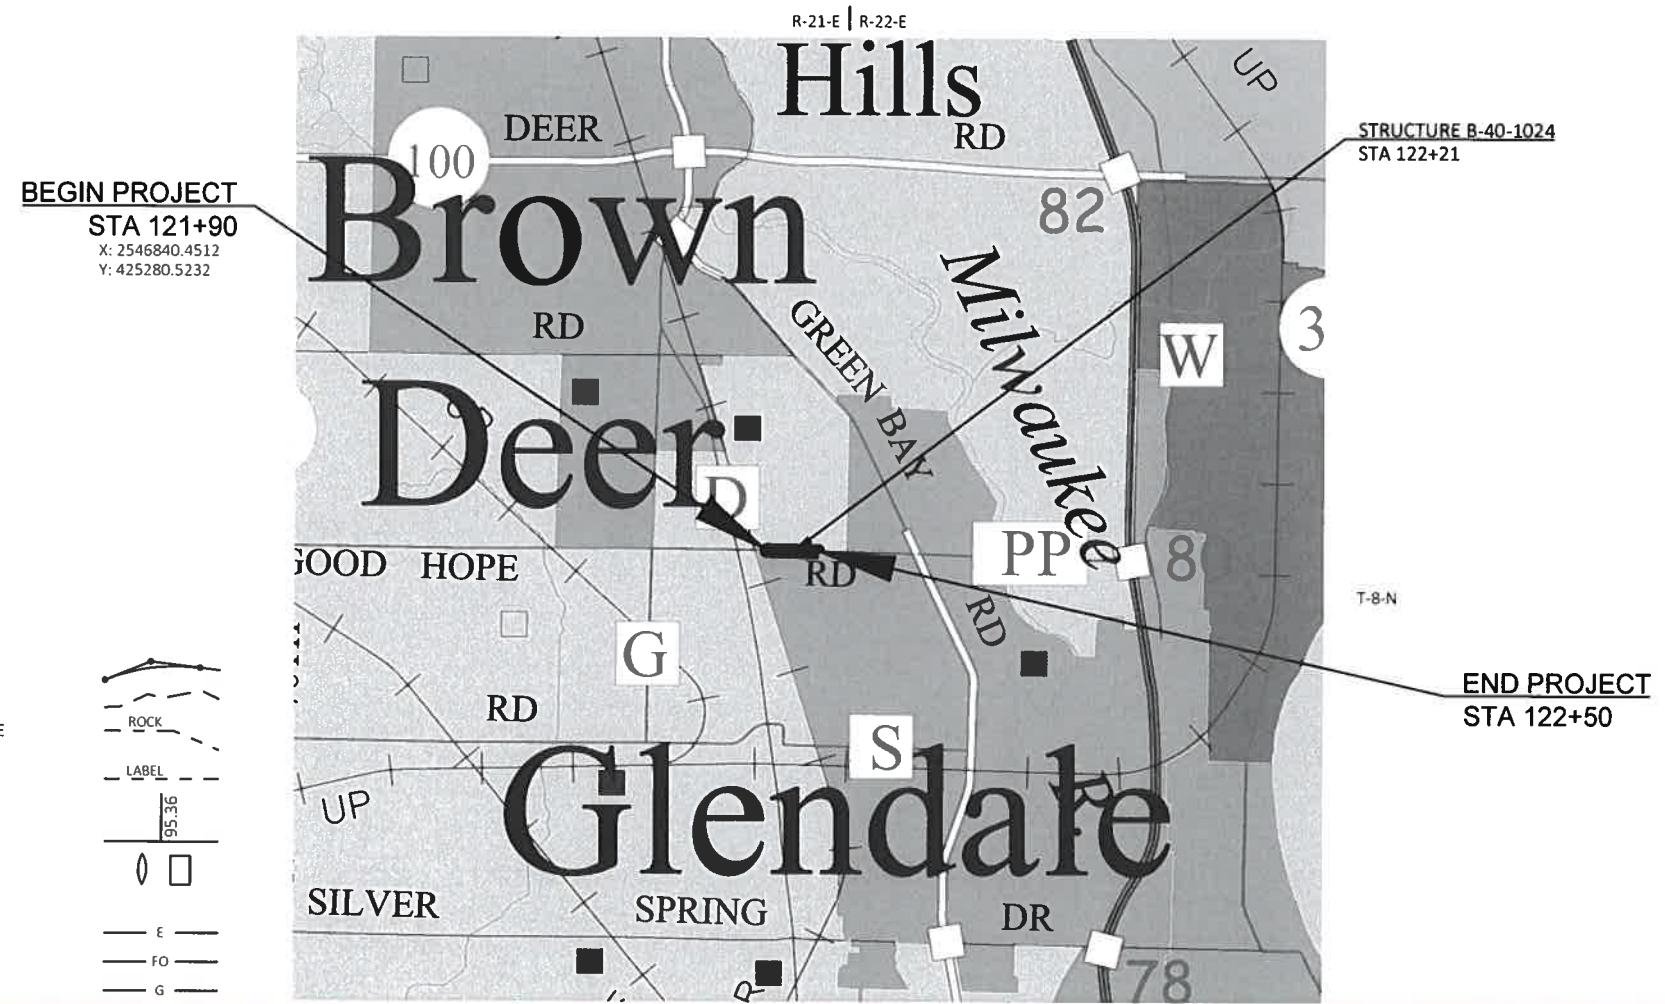 R-21-E | R-22-E
Hills
UP
DEER
RD
100
STRUCTURE B-40-1024
STA 122+21
BEGIN PROJECT
STA 121+90
X: 2546840.4512
Y: 425280.5232
Brown
82
Milwaukee
RD
GREEN BAY
W
3
Deer
D
GOOD HOPE
RD
PP
8
T-8-N
RD
G
END PROJECT
STA 122+50
RD
ROCK
S
LABEL
Glendale
R.
UP
95.36
SILVER
SPRING
DR
E
FO
G
R
78